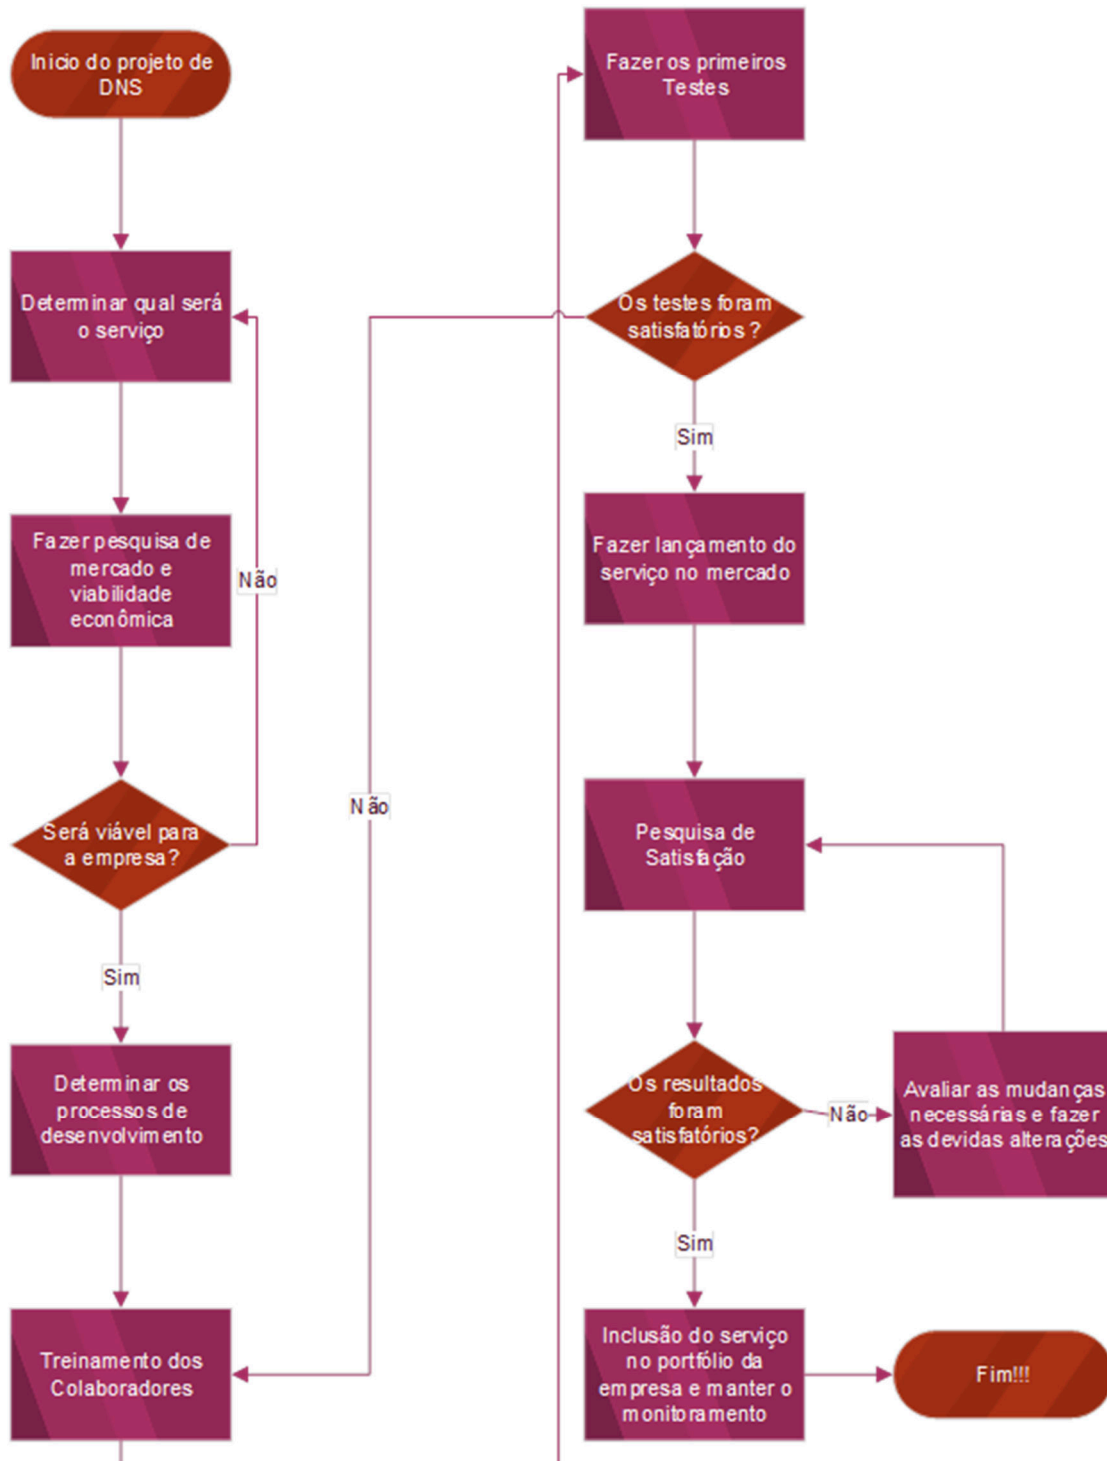 Inicio do projeto de
DNS
Determinar qual será
o serviço
Fazer pesquisa de
mercado e
viabilidade
econômica
Não
Será viável para
a empresa?
Sim
Determinar os
processos de
desenvolvimento
Treinamento dos
Colaboradores
Fazer os primeiros
Testes
Os testes foram
satisfatórios ?
Não
Sim
Fazer lançamento do
serviço no mercado
Pesquisa de
Satisfação
Os resultados
foram
satisfatórios?
Não
Avaliar as mudanças
necessárias e fazer
as devidas alterações
Sim
Inclusão do serviço
no portfólio da
empresa e manter o
monitoramento
Fim!!!